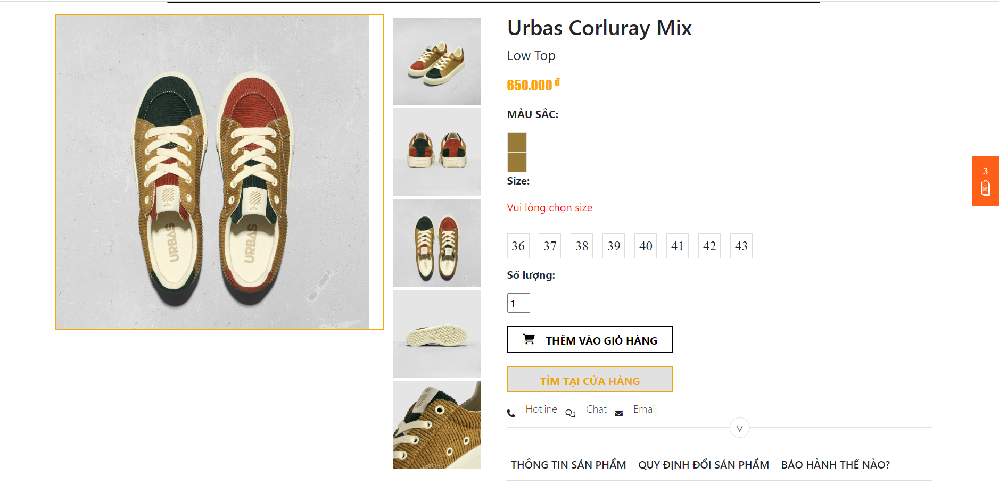 Urbas Corluray Mix
Low Top
650.000 đ
MÀU SẮC:
Size:
Vui lòng chọn size
36 37 38 39 40 41 42 43
Số lượng:
1
THÊM VÀO GIỎ HÀNG
TÌM TẠI CỬA HÀNG
Hotline Chat Email
V
THÔNG TIN SẢN PHẨM QUY ĐỊNH ĐỔI SẢN PHẨM BẢO HÀNH THẾ NÀO?
3
URBAS URBAS